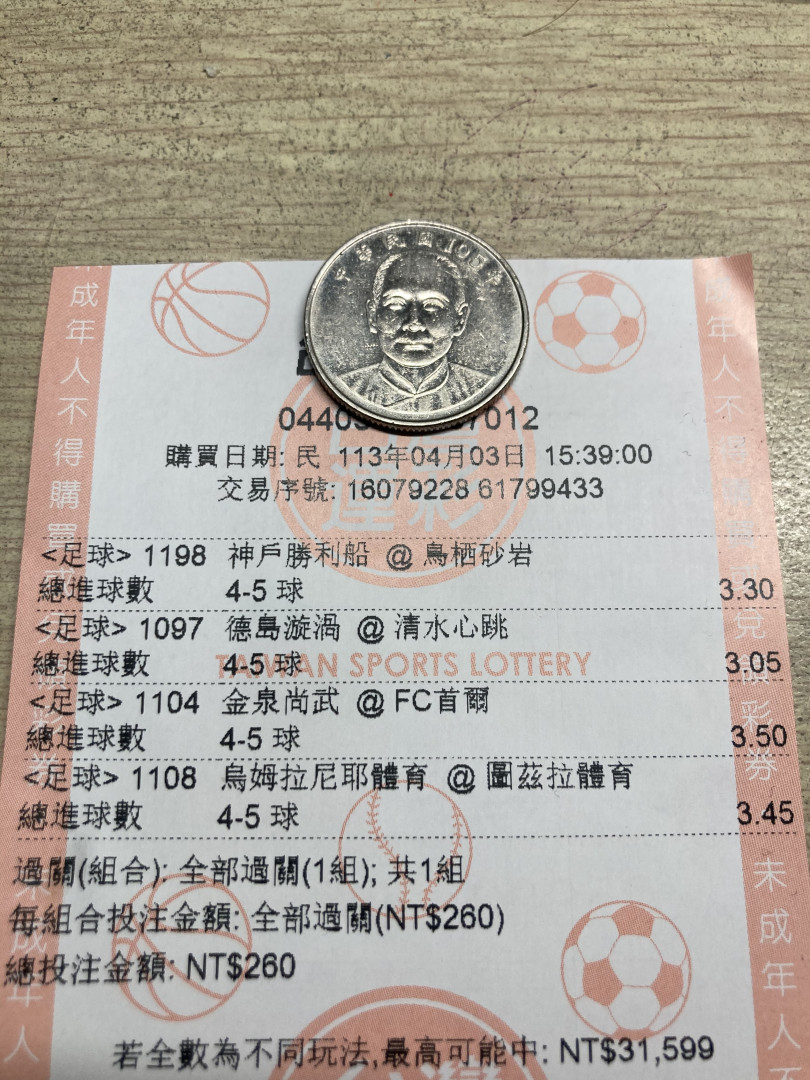 中華民國
0440
7012
購買日期: 民 113年04月03日 15:39:00
交易序號: 16079228 61799433
<足球> 1198 神戶勝利船 @ 鳥栖砂岩
總進球數 4-5 球 3.30
<足球> 1097 德島漩渦 @ 清水心跳
總進球數 4-5 球 3.05
TAIWAN SPORTS LOTTERY
<足球> 1104 金泉尚武 @ FC首爾
總進球數 4-5 球 3.50
<足球> 1108 烏姆拉尼耶體育 @ 圖茲拉體育
總進球數 4-5 球 3.45
過關(組合): 全部過關(1組); 共1組
每組合投注金額: 全部過關(NT$260)
總投注金額: NT$260
若全數為不同玩法,最高可能中: NT$31,599
未成年人不得購買
未成年人